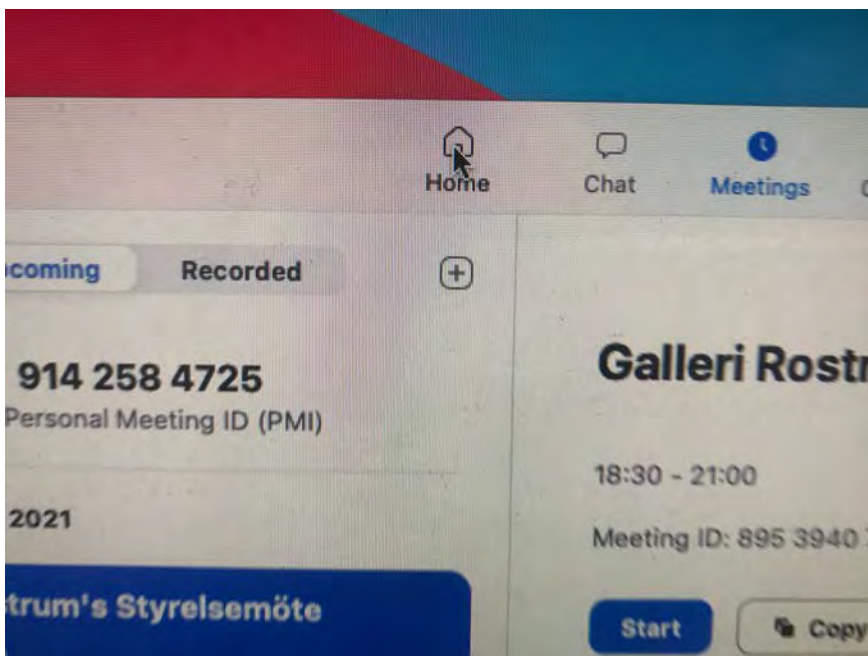 Home Chat Meetings
coming Recorded
Galleri Rostr
914 258 4725
Personal Meeting ID (PMI)
18:30 - 21:00
2021
Meeting ID: 895 3940
trum's Styrelsemöte
Start Copy